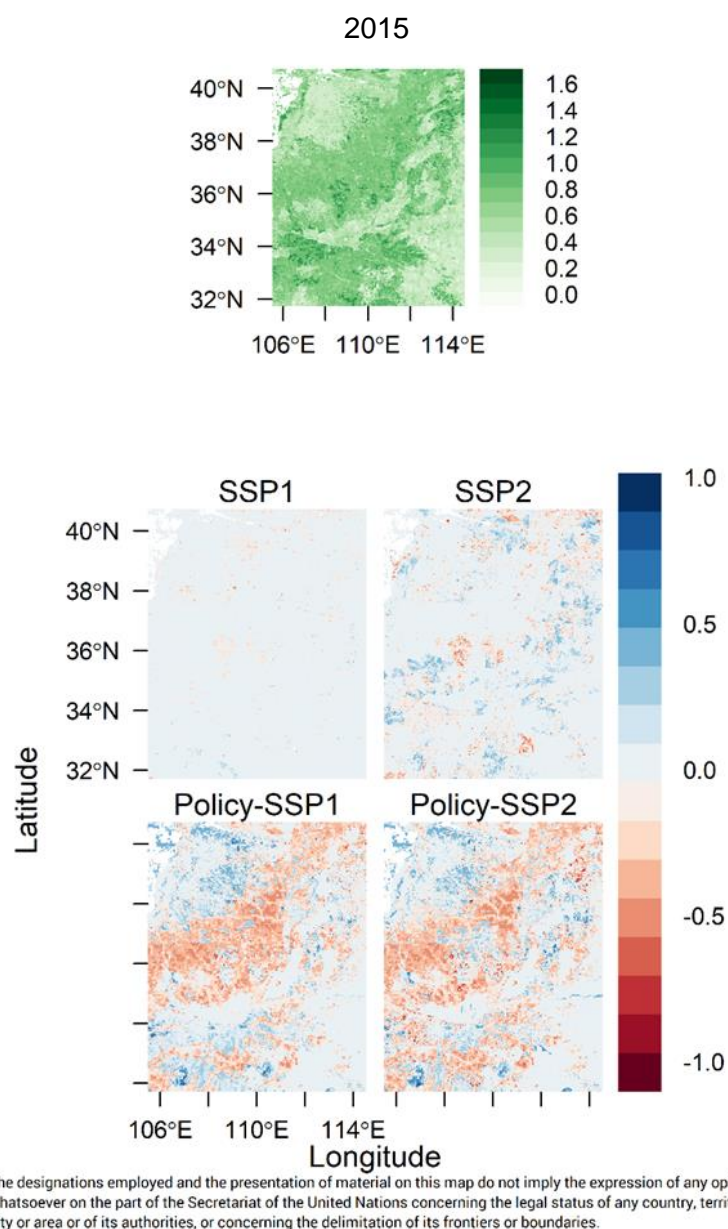 2015
40°N
38°N
36°N
34°N
32°N
1.6
1.4
1.2
1.0
0.8
0.6
0.4
0.2
0.0
106°E 110°E 114°E
SSP1 SSP2
40°N
38°N
36°N
34°N
32°N
Policy-SSP1 Policy-SSP2
1.0
0.5
0.0
-0.5
-1.0
Latitude
106°E 110°E 114°E
Longitude
he designations employed and the presentation of material on this map do not imply the expression of any op
hatsoever on the part of the Secretariat of the United Nations concerning the legal status of any country, terri
ty or area or of its authorities, or concerning the delimitation of its frontiers or boundaries.